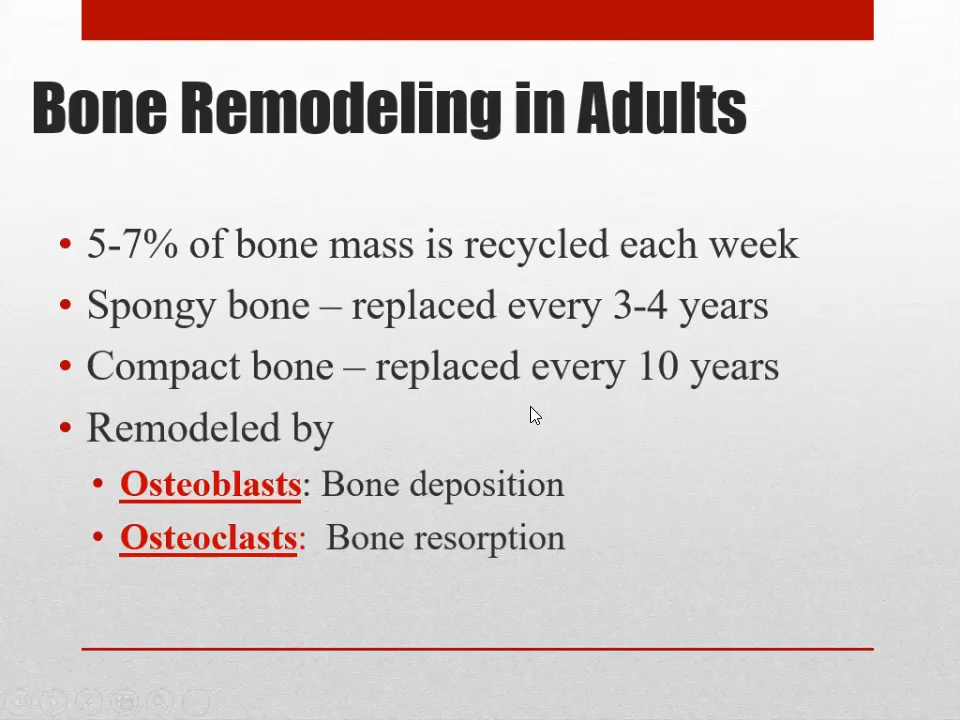 Bone Remodeling in Adults
• 5-7% of bone mass is recycled each week
• Spongy bone – replaced every 3-4 years
• Compact bone – replaced every 10 years
• Remodeled by
• Osteoblasts: Bone deposition
• Osteoclasts: Bone resorption